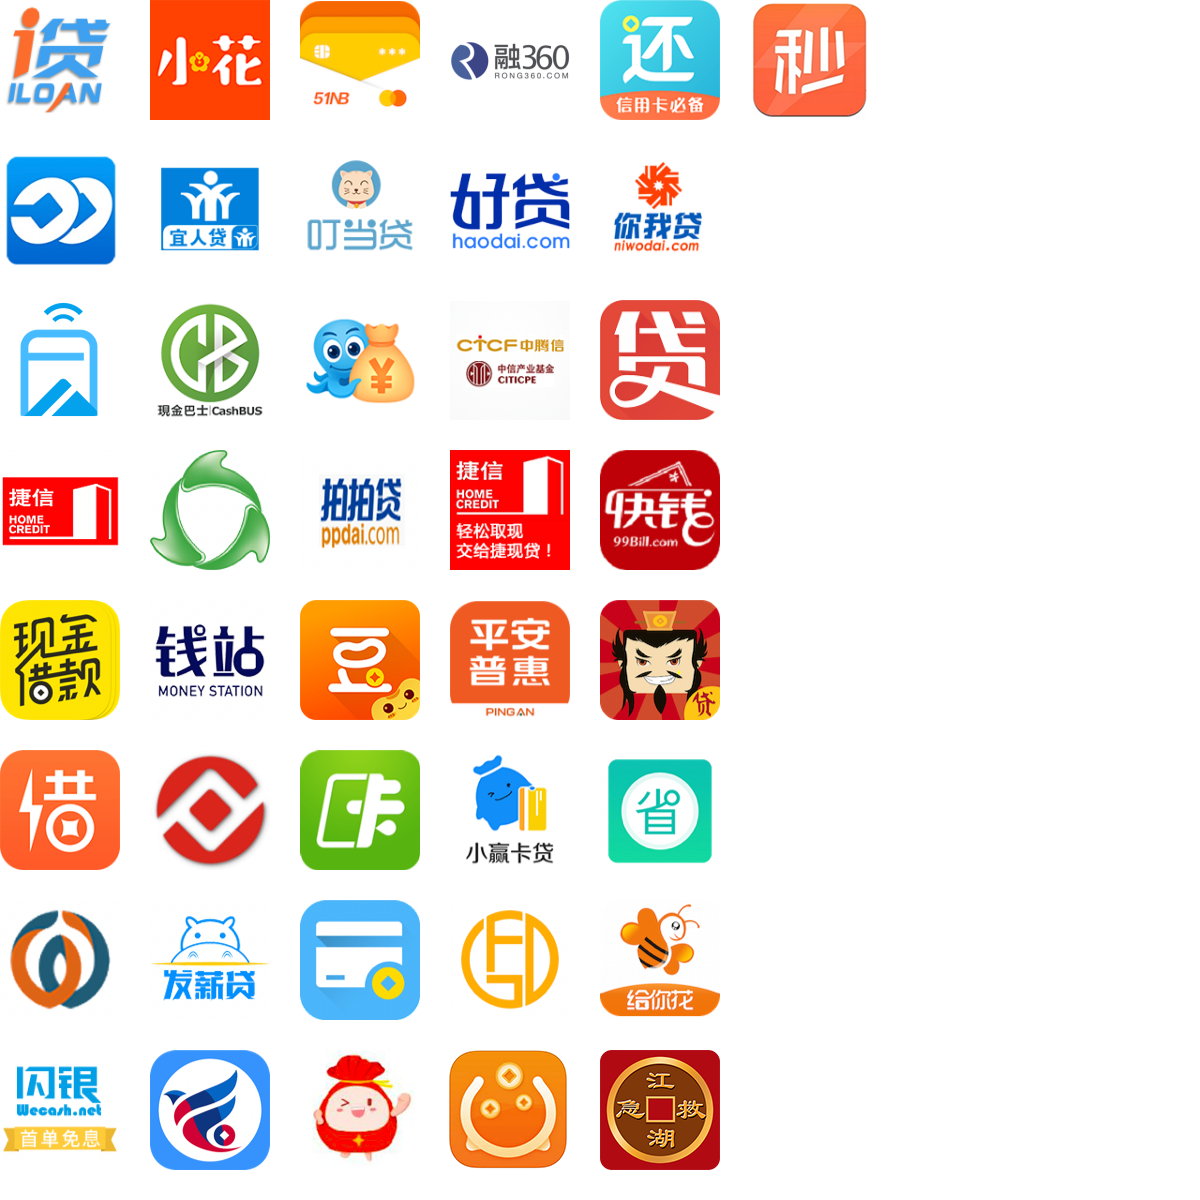 i贷
ILOAN
小花
51NB
融360
RONG360.COM
还
信用卡必备
秒
宜人贷
叮当贷
好贷
haodai.com
你我贷
niwodai.com
现金巴士|CashBUS
¥
CTCF中腾信
中信产业基金
CITICPE
贷
捷信
HOME
CREDIT
拍拍贷
ppdai.com
捷信
HOME
CREDIT
轻松取现
交给捷现贷！
快钱
99Bill.com
现金
借款
钱站
MONEY STATION
豆
平安
普惠
PINGAN
贷
借
卡
小赢卡贷
省
发薪贷
给你花
闪银
Wecash.net
首单免息
江
急 救
湖